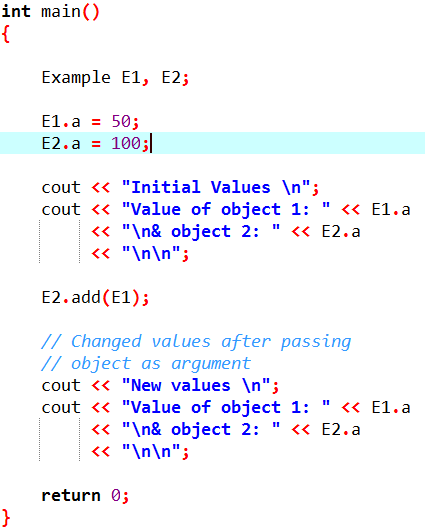 int main()
{
Example E1, E2;
E1.a = 50;
E2.a = 100;
cout << "Initial Values \n";
cout << "Value of object 1: " << E1.a
<< "\n& object 2: " << E2.a
<< "\n\n";
E2.add(E1);
// Changed values after passing
// object as argument
cout << "New values \n";
cout << "Value of object 1: " << E1.a
<< "\n& object 2: " << E2.a
<< "\n\n";
return 0;
}